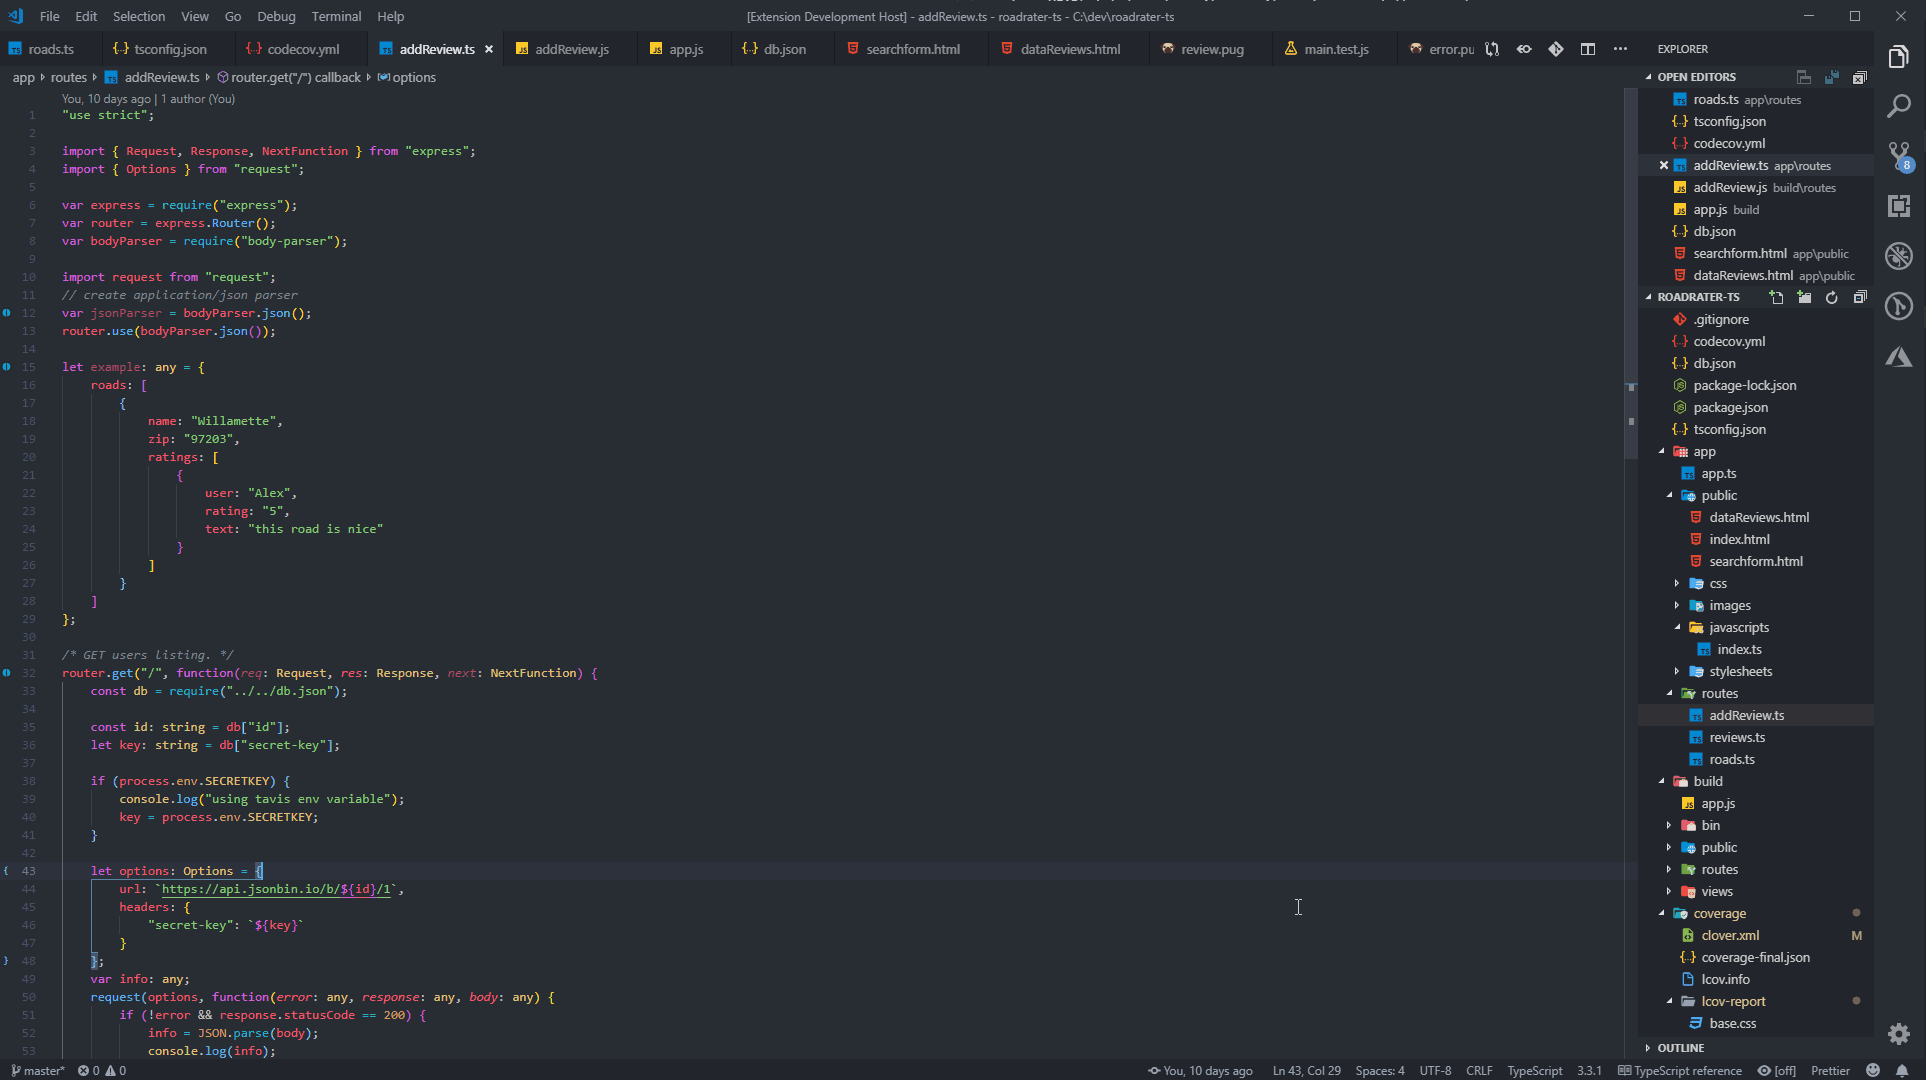 File Edit Selection View Go Debug Terminal Help
[Extension Development Host] - addReview.ts - roadrater-ts - C:\dev\roadrater-ts
roads.ts tsconfig.json codecov.yml addReview.ts addReview.js app.js db.json searchform.html dataReviews.html review.pug main.test.js error.pu
app routes addReview.ts router.get("/") callback options
You, 10 days ago | 1 author (You)
1 "use strict";
2
3 import { Request, Response, NextFunction } from "express";
4 import { Options } from "request";
5
6 var express = require("express");
7 var router = express.Router();
8 var bodyParser = require("body-parser");
9
10 import request from "request";
11 // create application/json parser
12 var jsonParser = bodyParser.json();
13 router.use(bodyParser.json());
14
15 let example: any = {
16 roads: [
17 {
18 name: "Willamette",
19 zip: "97203",
20 ratings: [
21 {
22 user: "Alex",
23 rating: "5",
24 text: "this road is nice"
25 }
26 ]
27 }
28 ]
29 };
30
31 /* GET users listing. */
32 router.get("/", function(req: Request, res: Response, next: NextFunction) {
33 const db = require("../../db.json");
34
35 const id: string = db["id"];
36 let key: string = db["secret-key"];
37
38 if (process.env.SECRETKEY) {
39 console.log("using tavis env variable");
40 key = process.env.SECRETKEY;
41 }
42
43 let options: Options = {
44 url: `https://api.jsonbin.io/b/${id}/1`,
45 headers: {
46 "secret-key": `${key}`
47 }
48 };
49 var info: any;
50 request(options, function(error: any, response: any, body: any) {
51 if (!error && response.statusCode == 200) {
52 info = JSON.parse(body);
53 console.log(info);
EXPLORER
OPEN EDITORS
roads.ts app\routes
tsconfig.json
codecov.yml
addReview.ts app\routes
addReview.js build\routes
app.js build
db.json
searchform.html app\public
dataReviews.html app\public
ROADRATER-TS
.gitignore
codecov.yml
db.json
package-lock.json
package.json
tsconfig.json
app
app.ts
public
dataReviews.html
index.html
searchform.html
css
images
javascripts
index.ts
stylesheets
routes
addReview.ts
reviews.ts
roads.ts
build
app.js
bin
public
routes
views
coverage
clover.xml M
coverage-final.json
lcov.info
lcov-report
base.css
OUTLINE
8
master* 0 0 You, 10 days ago Ln 43, Col 29 Spaces: 4 UTF-8 CRLF TypeScript 3.3.1 TypeScript reference [off] Prettier